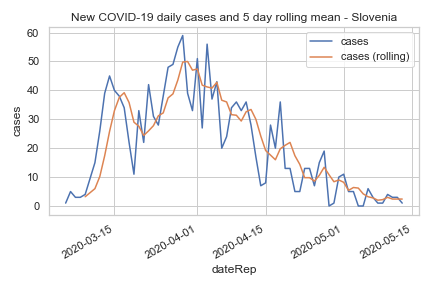 New COVID-19 daily cases and 5 day rolling mean - Slovenia
60
50
40
30
20
10
0
cases
cases
cases (rolling)
2020-03-15
2020-04-01
2020-04-15
2020-05-01
2020-05-15
dateRep